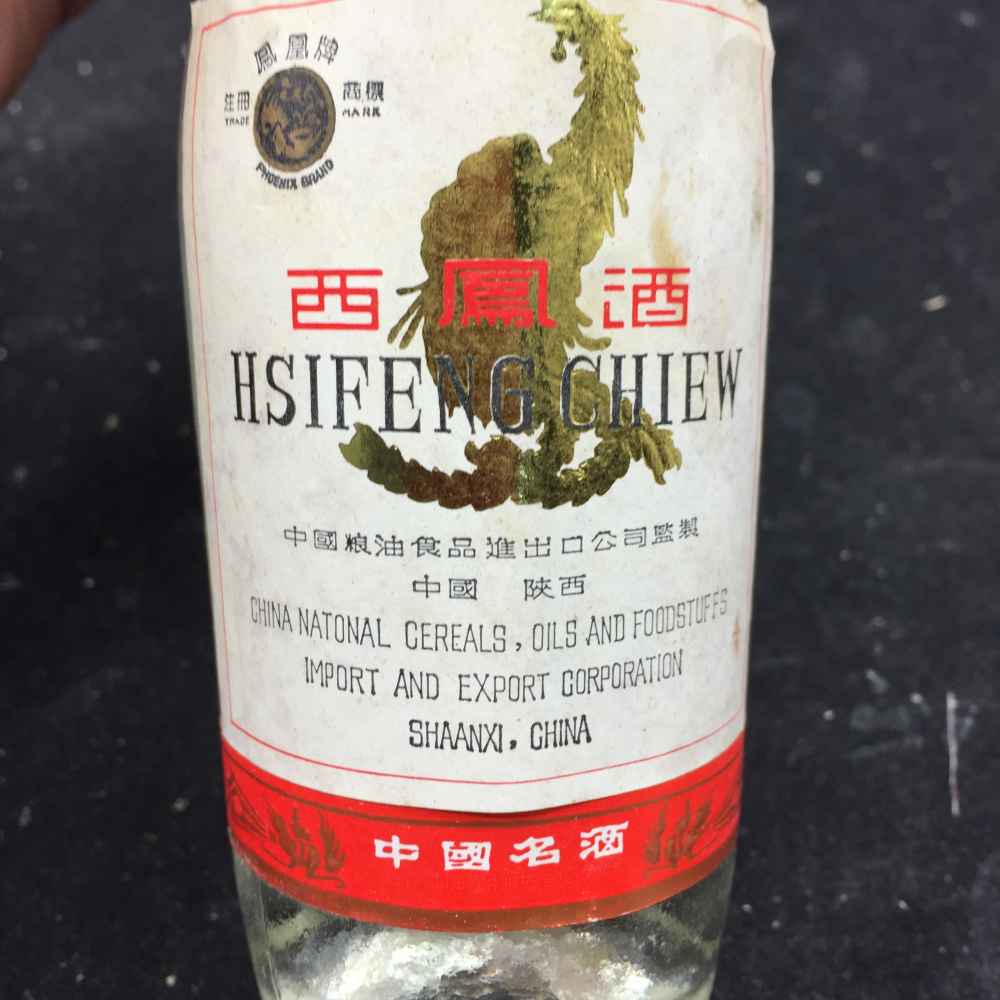 鳳凰牌
注冊 商標
TRADE MARK
PHOENIX BRAND
西鳳酒
HSIFENG CHIEW
中國粮油食品進出口公司監製
中國 陝西
CHINA NATONAL CEREALS, OILS AND FOODSTUFFS
IMPORT AND EXPORT CORPORATION
SHAANXI, CHINA
中國名酒